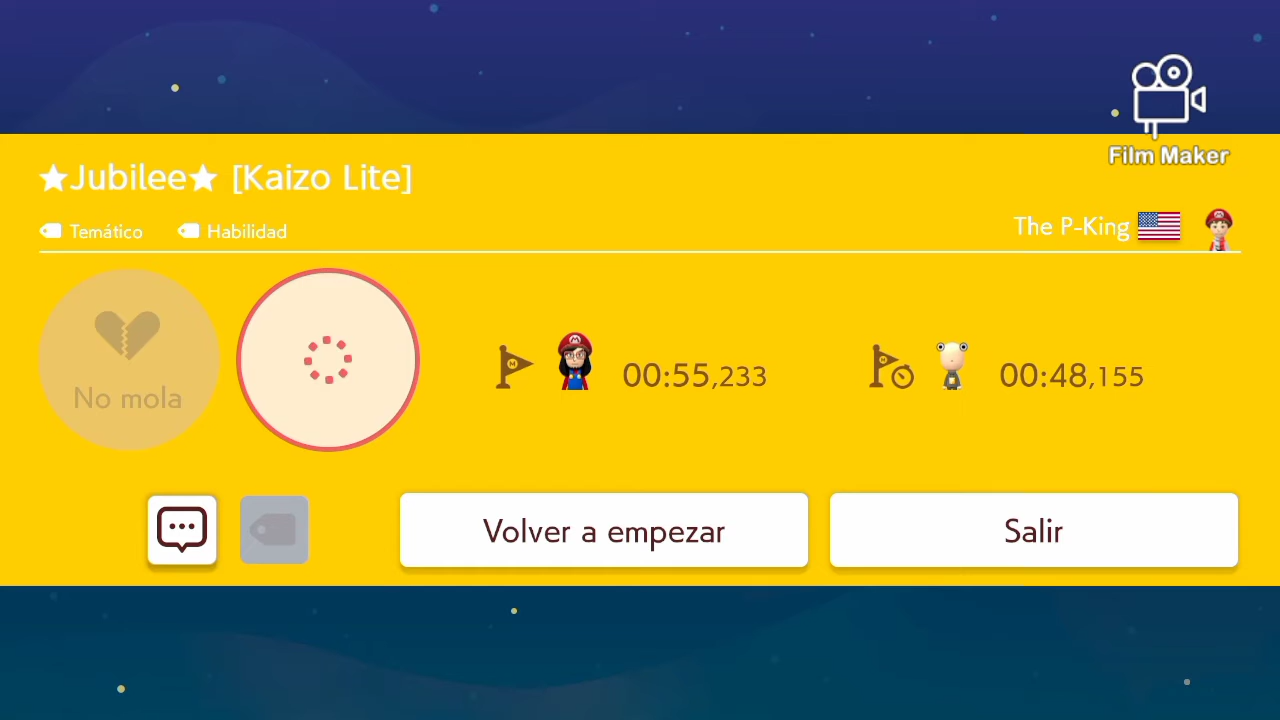 Film Maker
★Jubilee★ [Kaizo Lite]
Temático Habilidad
The P-King
No mola
M 00:55,233 M 00:48,155
Volver a empezar
Salir